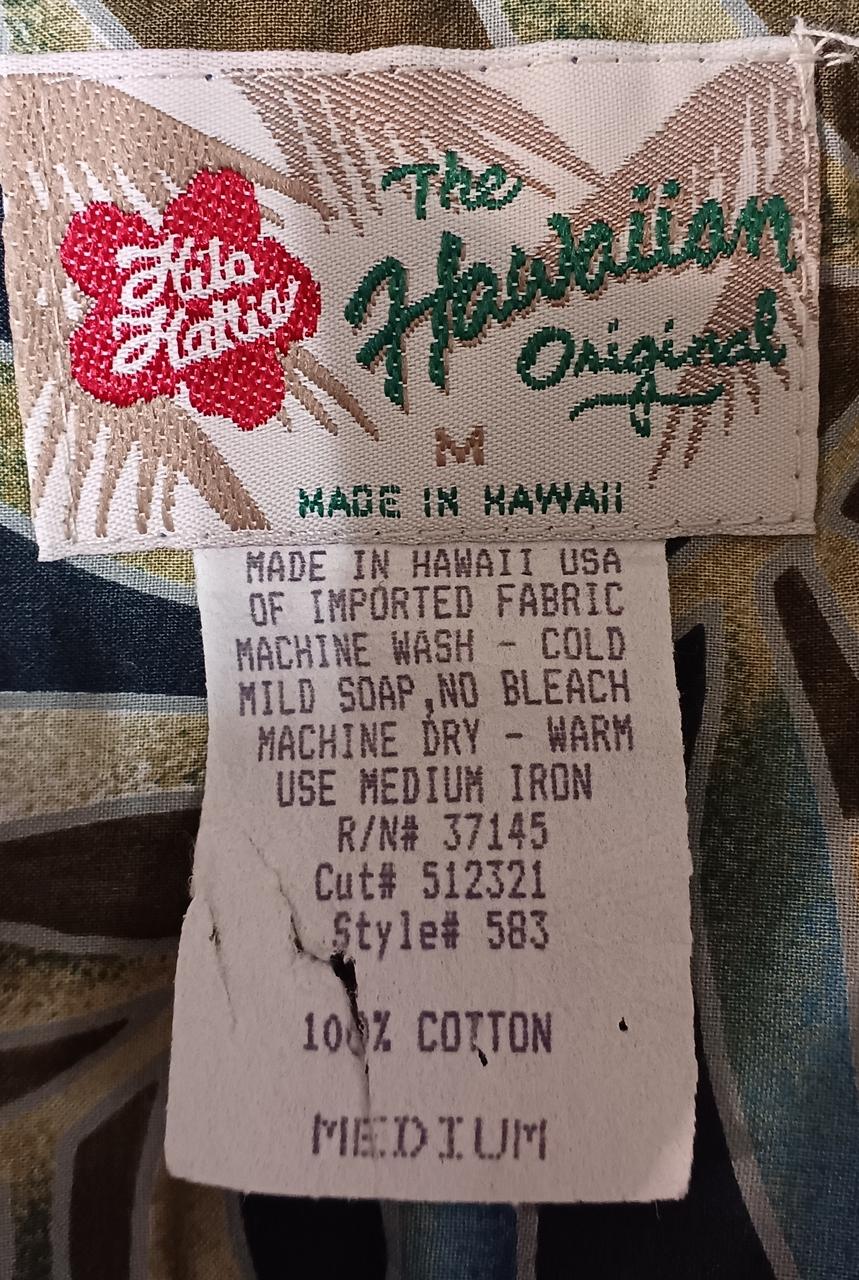 Hilo
Hattie
The
Hawaiian
Original
M
MADE IN HAWAII
MADE IN HAWAII USA
OF IMPORTED FABRIC
MACHINE WASH - COLD
MILD SOAP,NO BLEACH
MACHINE DRY - WARM
USE MEDIUM IRON
R/N# 37145
Cut# 512321
Style# 583
100% COTTON
MEDIUM